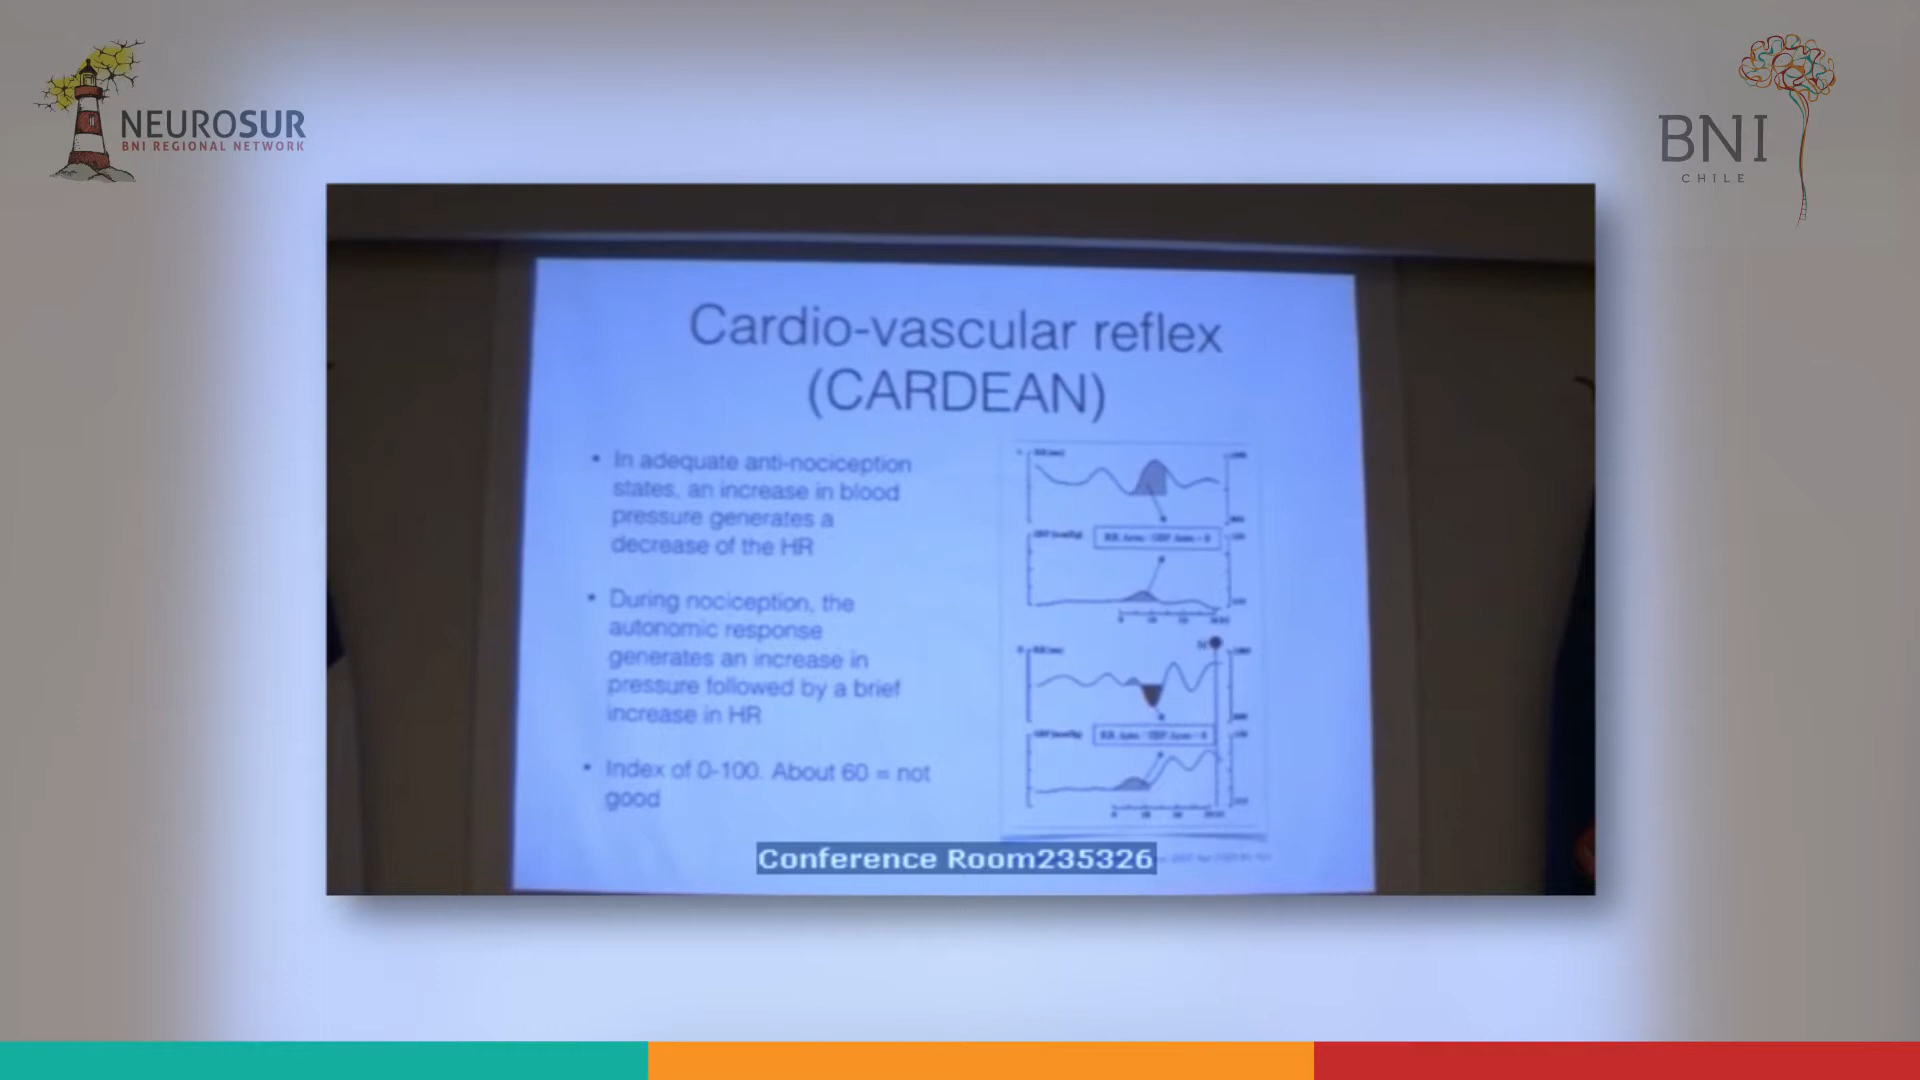 NEUROSUR
BNI REGIONAL NETWORK
BNI
CHILE
Cardio-vascular reflex
(CARDEAN)
• In adequate anti-nociception
states, an increase in blood
pressure generates a
decrease of the HR
• During nociception, the
autonomic response
generates an increase in
pressure followed by a brief
increase in HR
• Index of 0-100. About 60 = not
good
Conference Room235326